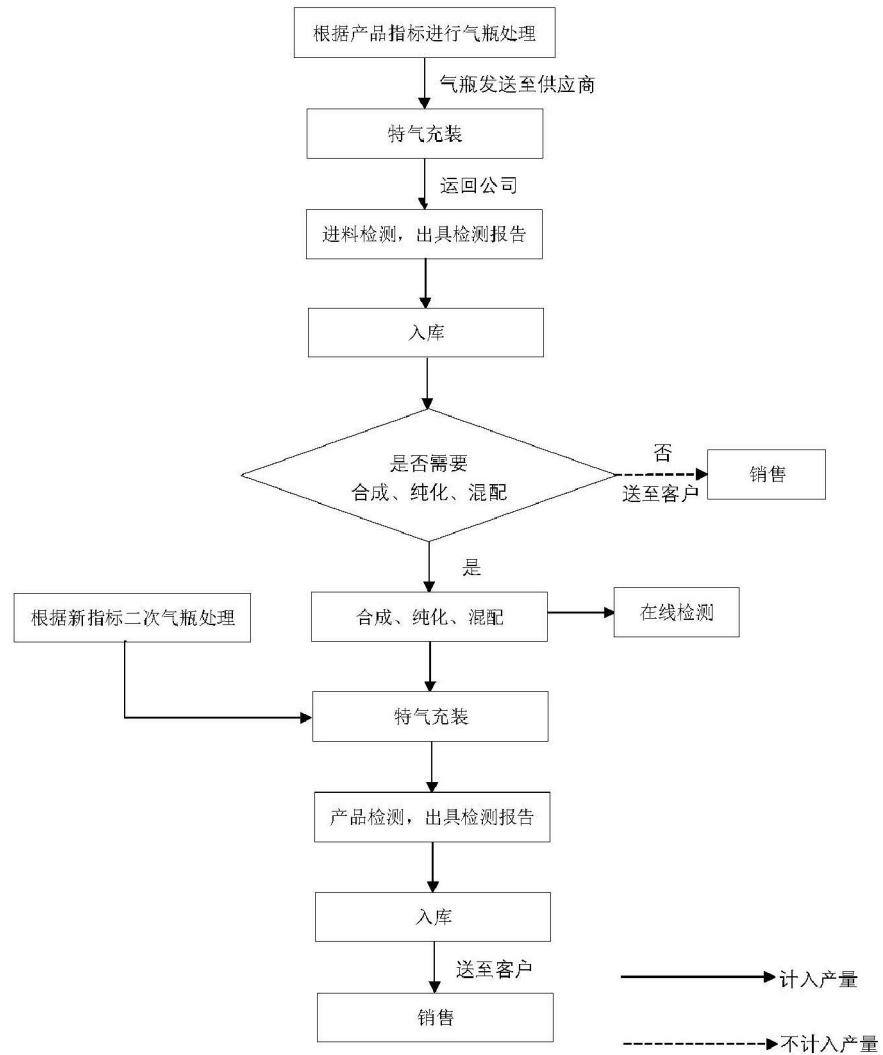 根据产品指标进行气瓶处理
气瓶发送至供应商
特气充装
运回公司
进料检测，出具检测报告
入库
是否需要
合成、纯化、混配
否
送至客户
销售
是
根据新指标二次气瓶处理
合成、纯化、混配
在线检测
特气充装
产品检测，出具检测报告
入库
送至客户
销售
计入产量
不计入产量